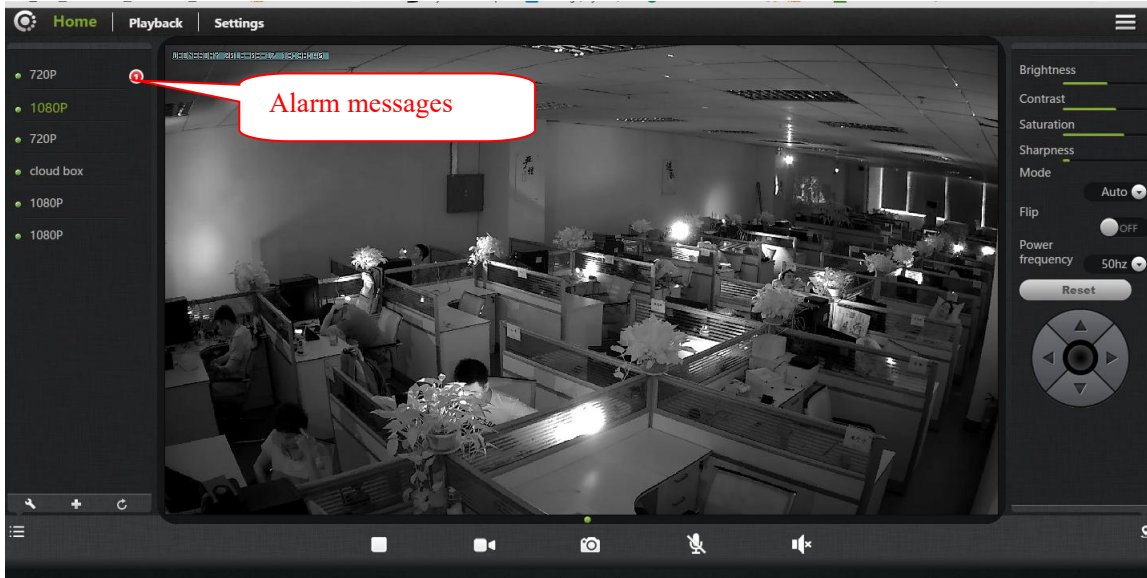 Home Playback Settings
720P 1
Alarm messages
1080P
720P
cloud box
1080P
1080P
Brightness
Contrast
Saturation
Sharpness
Mode
Auto
Flip
OFF
Power
frequency 50hz
Reset